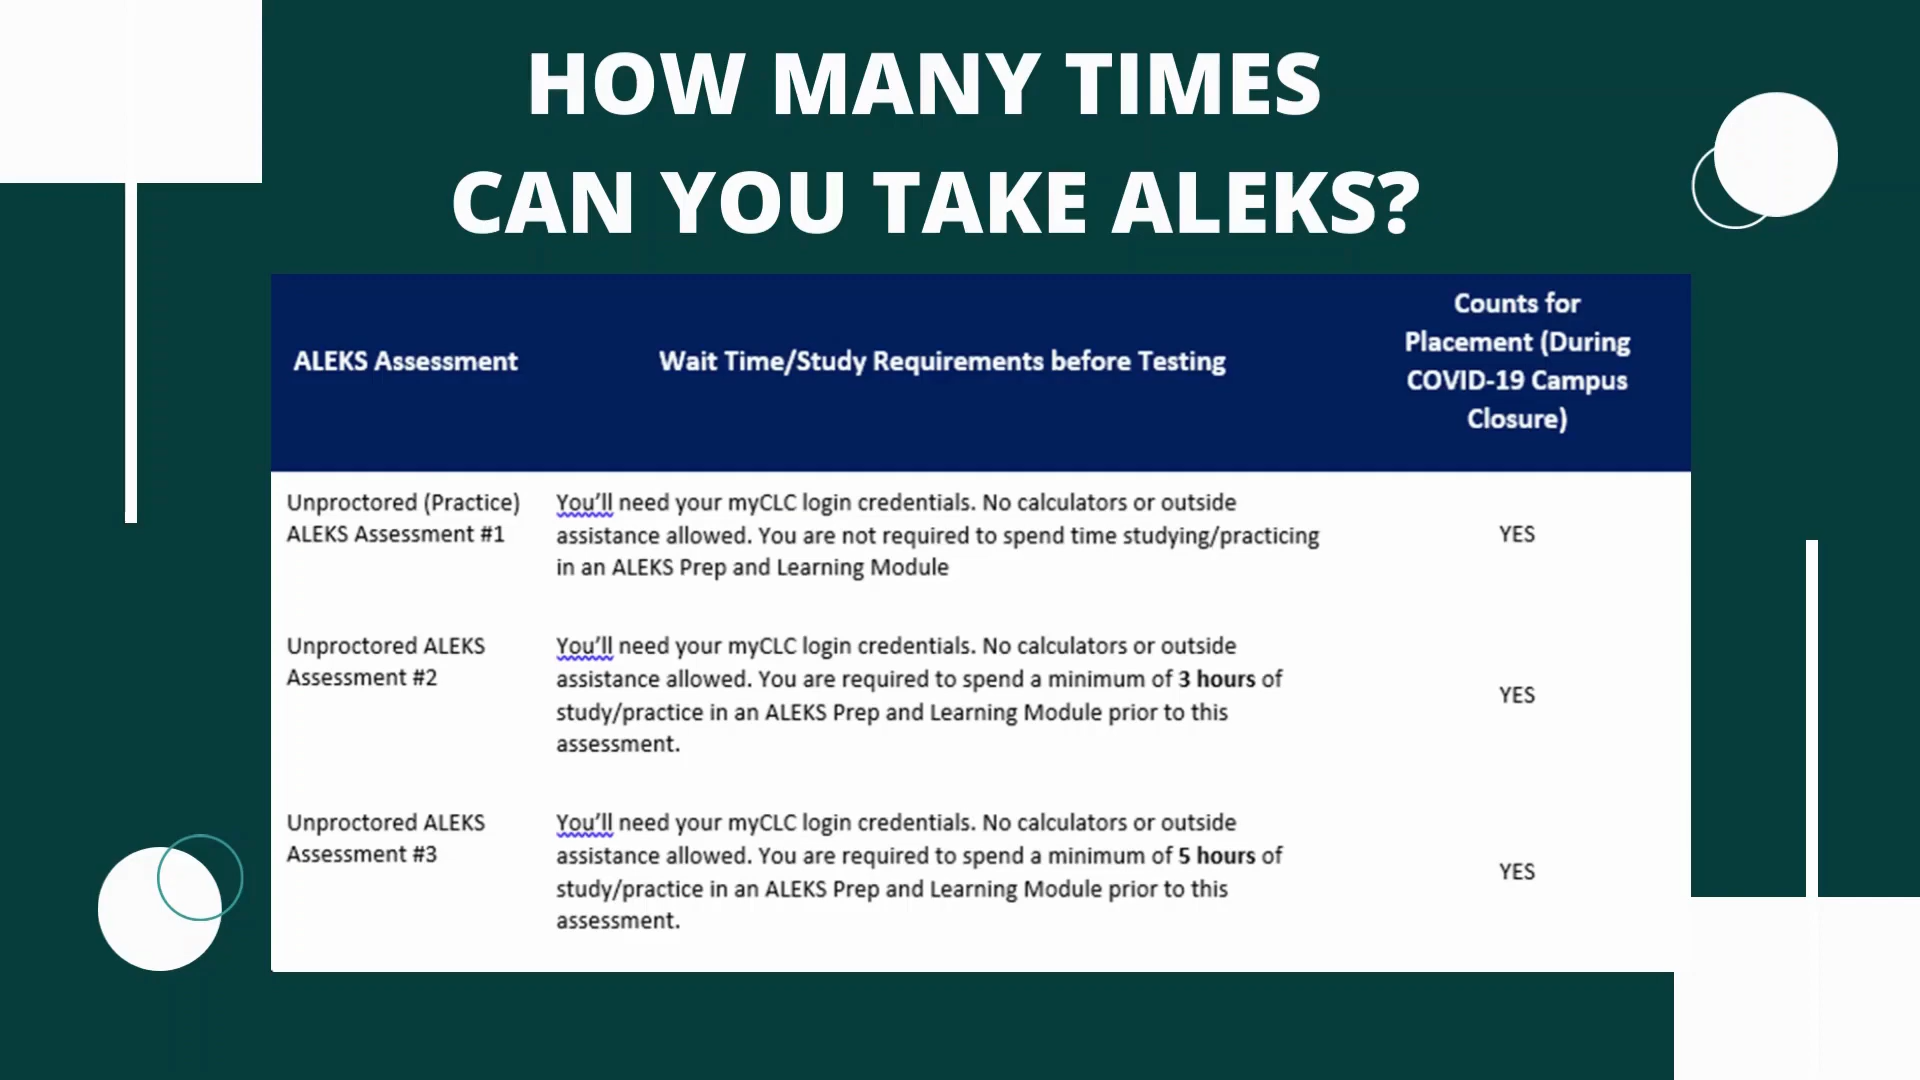 HOW MANY TIMES
CAN YOU TAKE ALEKS?
ALEKS Assessment
Wait Time/Study Requirements before Testing
Counts for
Placement (During
COVID-19 Campus
Closure)
Unproctored (Practice)
ALEKS Assessment #1
You’ll need your myCLC login credentials. No calculators or outside
assistance allowed. You are not required to spend time studying/practicing
in an ALEKS Prep and Learning Module
YES
Unproctored ALEKS
Assessment #2
You’ll need your myCLC login credentials. No calculators or outside
assistance allowed. You are required to spend a minimum of 3 hours of
study/practice in an ALEKS Prep and Learning Module prior to this
assessment.
YES
Unproctored ALEKS
Assessment #3
You’ll need your myCLC login credentials. No calculators or outside
assistance allowed. You are required to spend a minimum of 5 hours of
study/practice in an ALEKS Prep and Learning Module prior to this
assessment.
YES